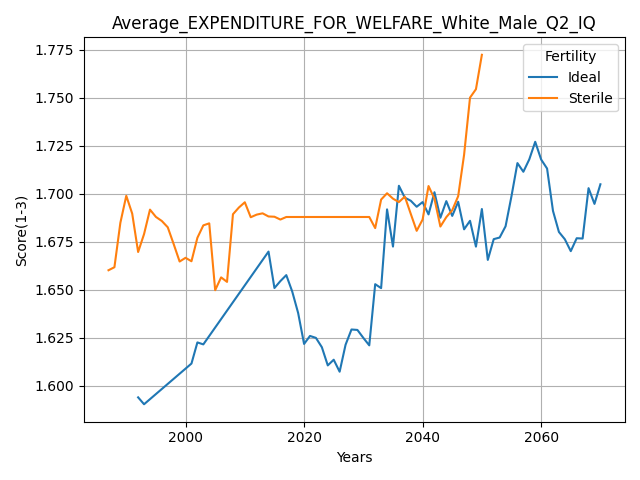 Average_EXPENDITURE_FOR_WELFARE_White_Male_Q2_IQ
Fertility
Ideal
Sterile
1.775
1.750
1.725
1.700
1.675
1.650
1.625
1.600
Score(1-3)
2000
2020
2040
2060
Years